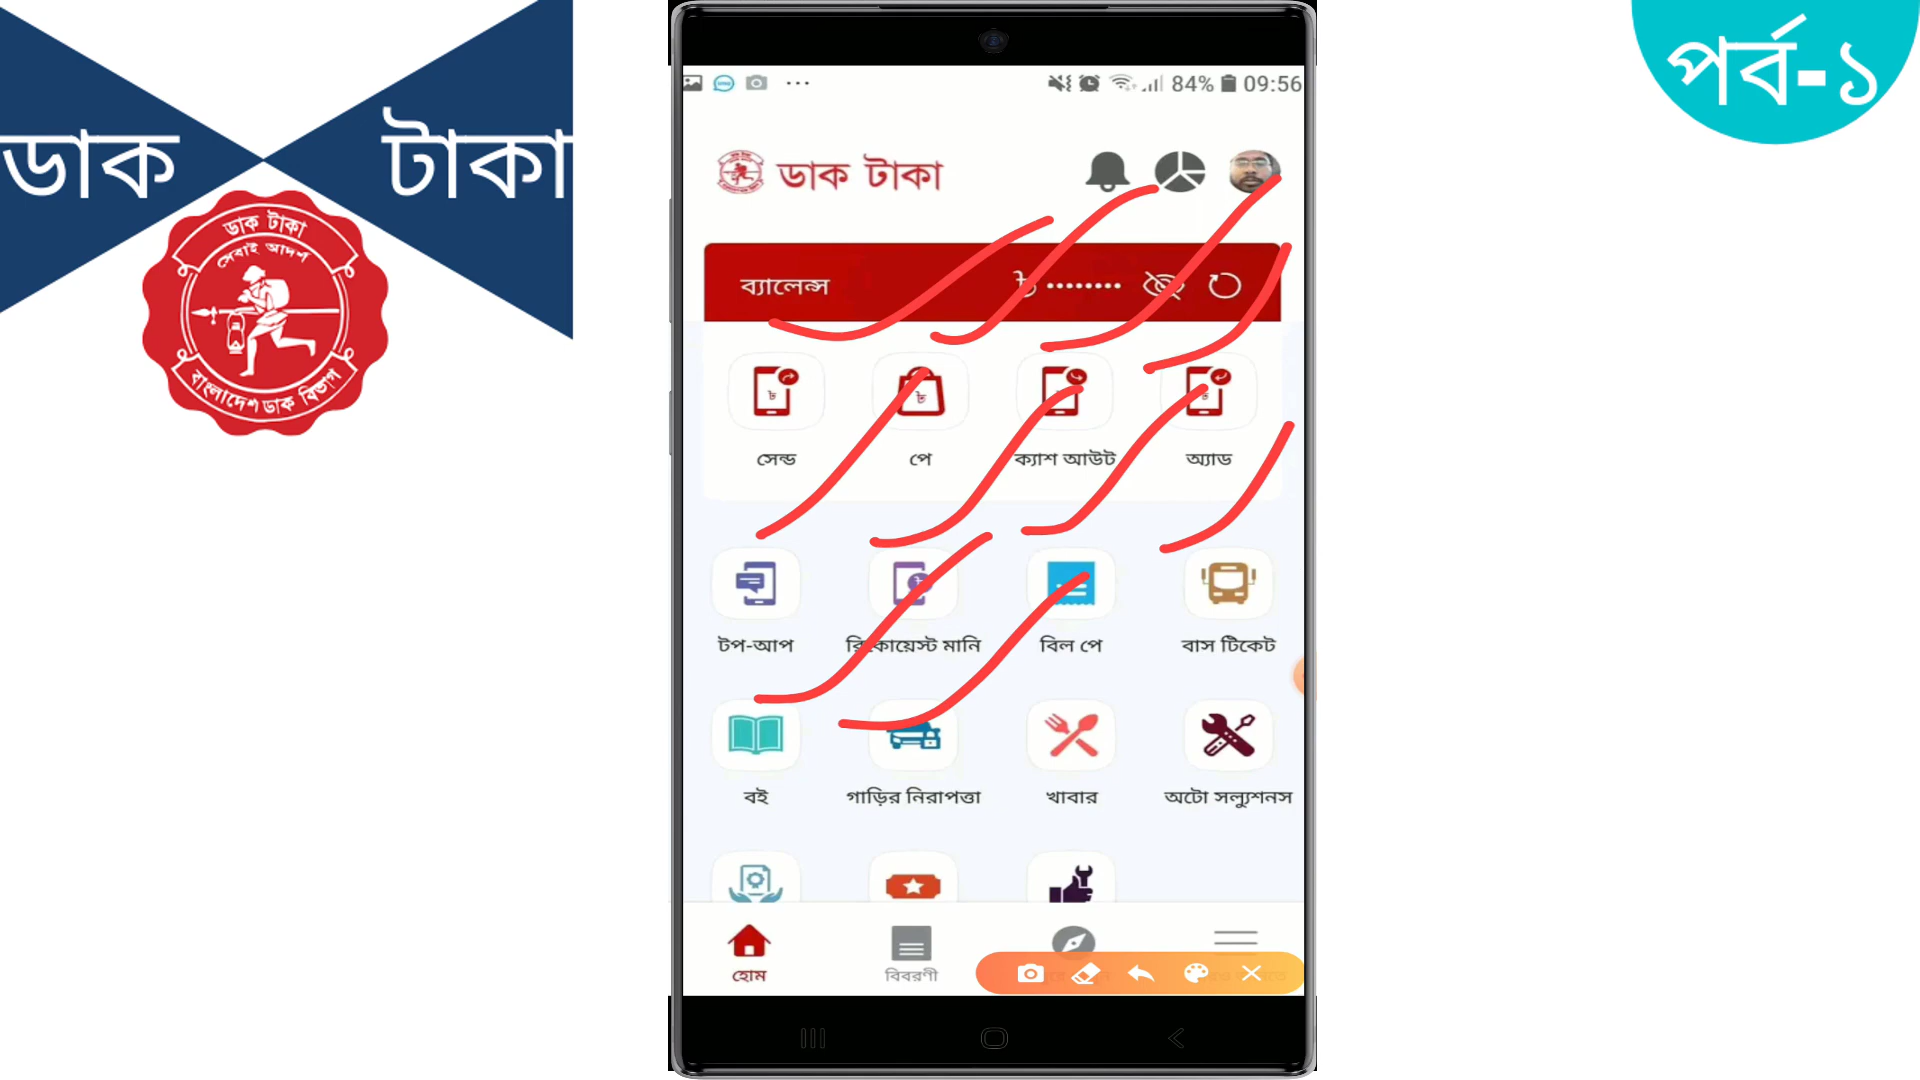 ডাক টাকা
পর্ব-১
ডাক টাকা
সেবাই আদর্শ
বাংলাদেশ ডাক বিভাগ
84% 09:56
ডাক টাকা
ব্যালেন্স ৳ ••••••••
সেন্ড পে ক্যাশ আউট অ্যাড
টপ-আপ রিকোয়েস্ট মানি বিল পে বাস টিকেট
বই গাড়ির নিরাপত্তা খাবার অটো সল্যুশনস
হোম বিবরণী